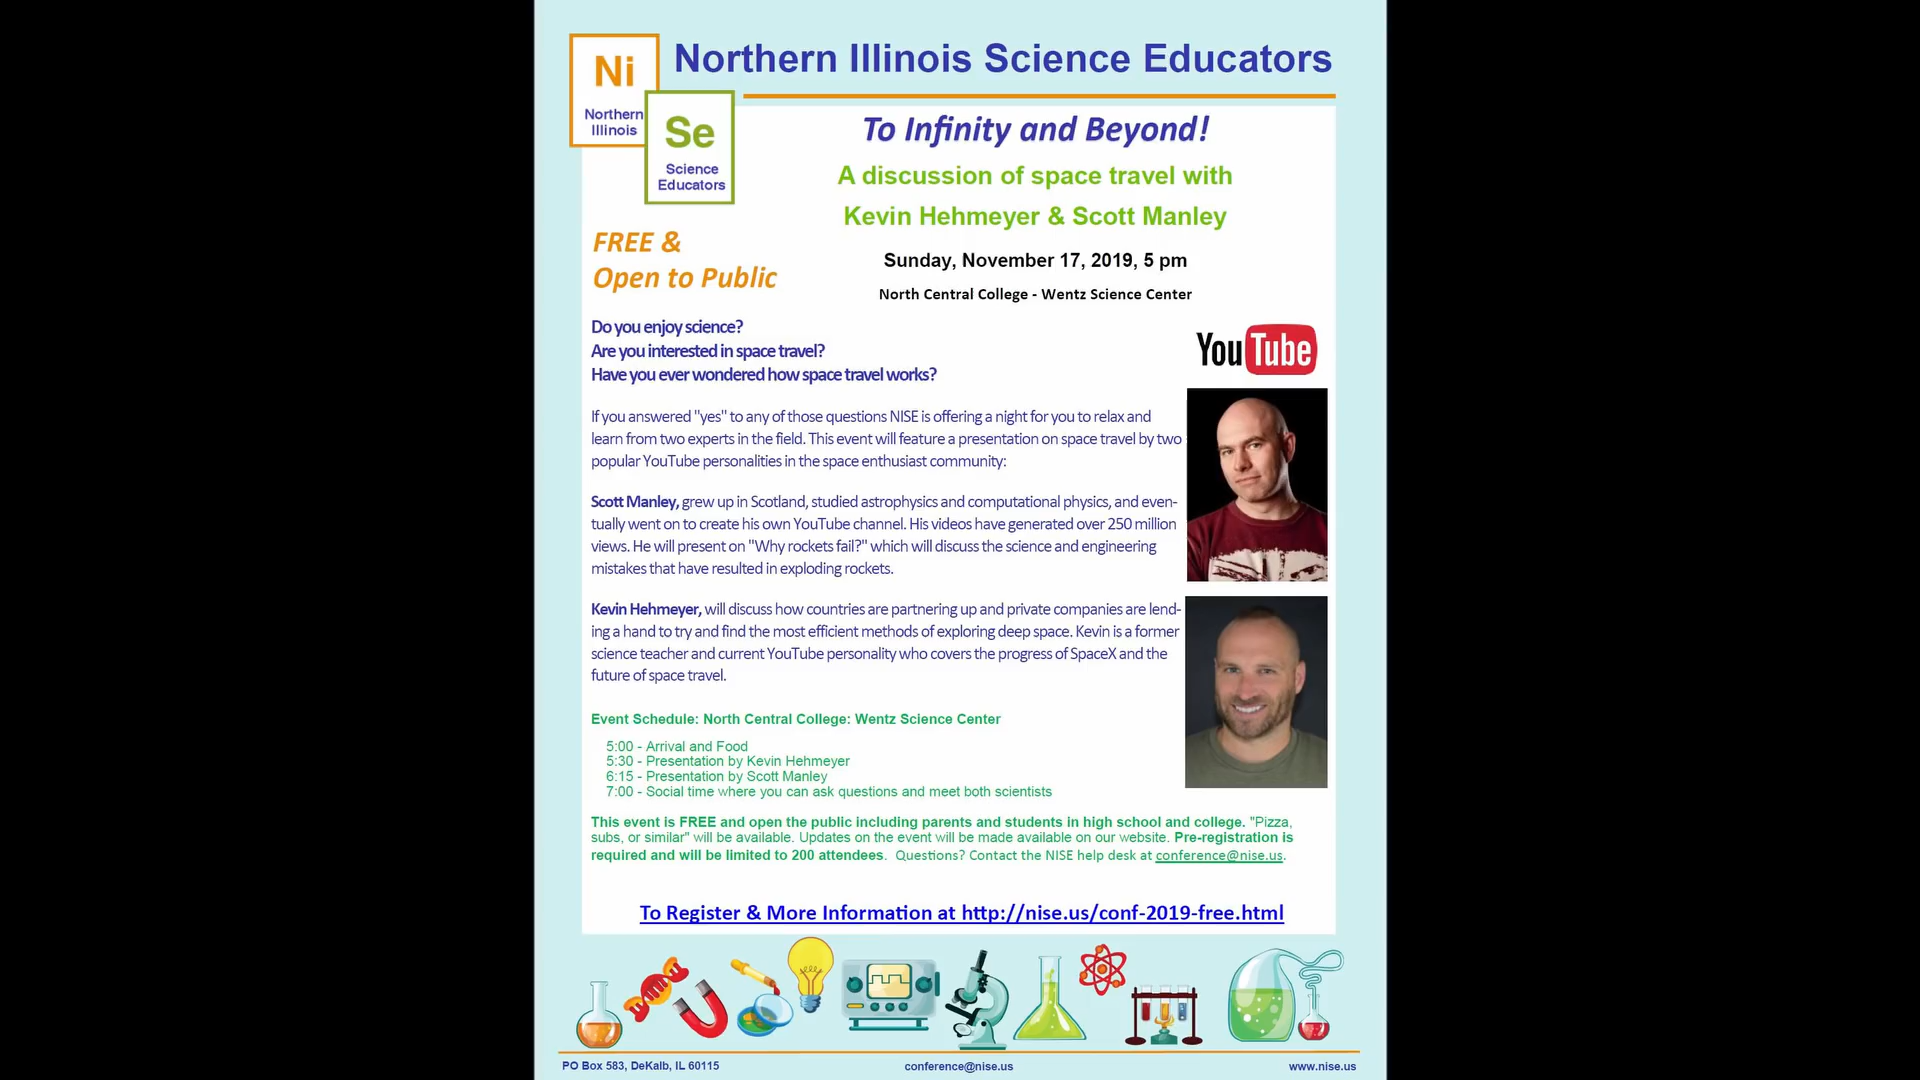 Ni
Northern
Illinois
Se
Science
Educators
Northern Illinois Science Educators
To Infinity and Beyond!
A discussion of space travel with
Kevin Hehmeyer & Scott Manley
FREE &
Open to Public
Sunday, November 17, 2019, 5 pm
North Central College - Wentz Science Center
Do you enjoy science?
Are you interested in space travel?
Have you ever wondered how space travel works?
YouTube
If you answered "yes" to any of those questions NISE is offering a night for you to relax and
learn from two experts in the field. This event will feature a presentation on space travel by two
popular YouTube personalities in the space enthusiast community:
Scott Manley, grew up in Scotland, studied astrophysics and computational physics, and even-
tually went on to create his own YouTube channel. His videos have generated over 250 million
views. He will present on "Why rockets fail?" which will discuss the science and engineering
mistakes that have resulted in exploding rockets.
Kevin Hehmeyer, will discuss how countries are partnering up and private companies are lend-
ing a hand to try and find the most efficient methods of exploring deep space. Kevin is a former
science teacher and current YouTube personality who covers the progress of SpaceX and the
future of space travel.
Event Schedule: North Central College: Wentz Science Center
5:00 - Arrival and Food
5:30 - Presentation by Kevin Hehmeyer
6:15 - Presentation by Scott Manley
7:00 - Social time where you can ask questions and meet both scientists
This event is FREE and open the public including parents and students in high school and college. "Pizza,
subs, or similar" will be available. Updates on the event will be made available on our website. Pre-registration is
required and will be limited to 200 attendees. Questions? Contact the NISE help desk at conference@nise.us.
To Register & More Information at http://nise.us/conf-2019-free.html
PO Box 583, DeKalb, IL 60115
conference@nise.us
www.nise.us